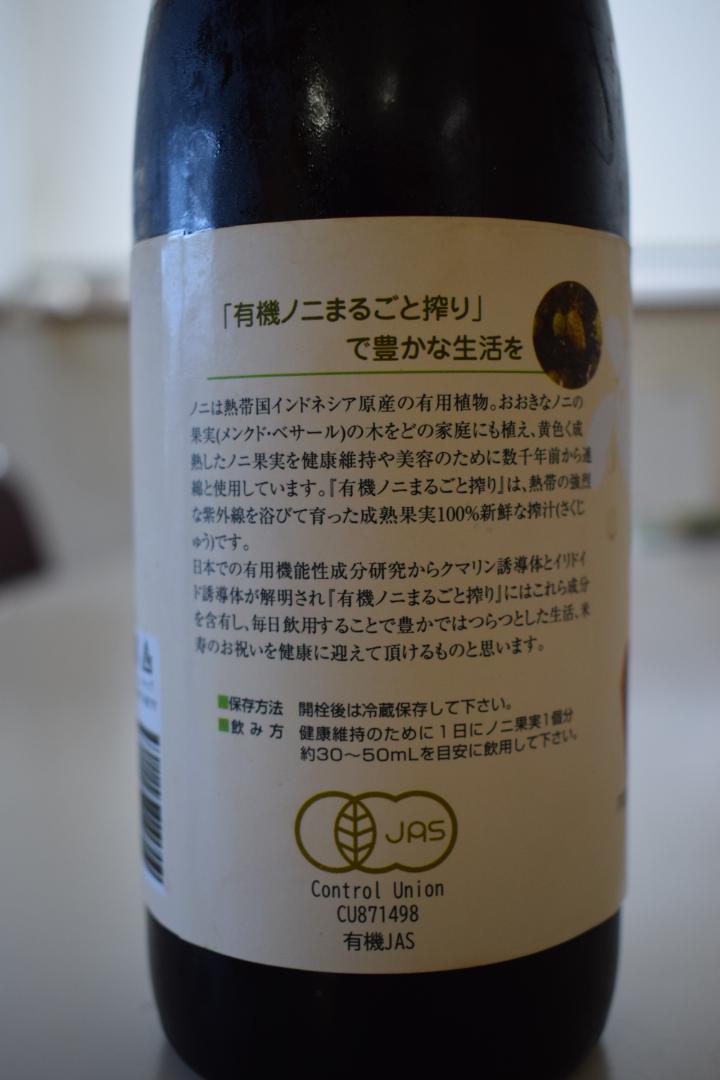 「有機ノニまるごと搾り」
で豊かな生活を
ノニは熱帯国インドネシア原産の有用植物。おおきなノニの
果実(メンクド・ベサール)の木をどの家庭にも植え、黄色く成
熟したノニ果実を健康維持や美容のために数千年前から連
綿と使用しています。『有機ノニまるごと搾り』は、熱帯の強烈
な紫外線を浴びて育った成熟果実100%新鮮な搾汁(さくじ
ゅう)です。
日本での有用機能性成分研究からクマリン誘導体とイリドイ
ド誘導体が解明され『有機ノニまるごと搾り』にはこれら成分
を含有し、毎日飲用することで豊かではつらつとした生活、米
寿のお祝いを健康に迎えて頂けるものと思います。
■保存方法 開栓後は冷蔵保存して下さい。
■飲み方 健康維持のために1日にノニ果実1個分
約30〜50mLを目安に飲用して下さい。
JAS
Control Union
CU871498
有機JAS